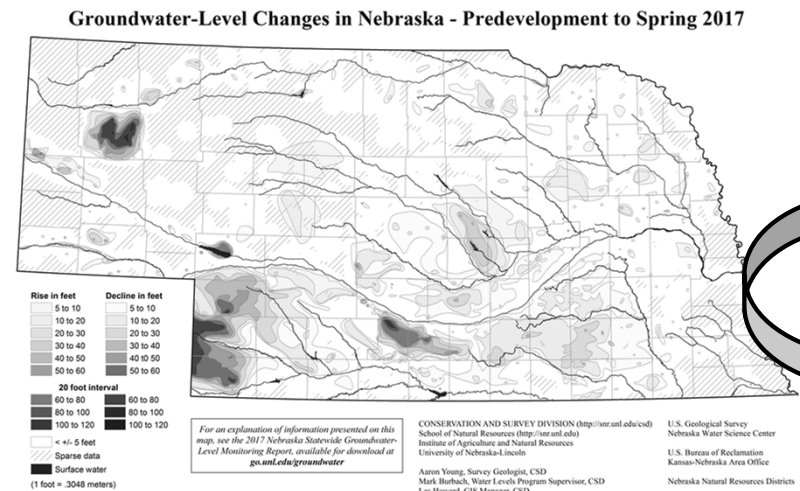 Groundwater-Level Changes in Nebraska - Predevelopment to Spring 2017
Rise in feet
5 to 10
10 to 20
20 to 30
30 to 40
40 to 50
50 to 60
Decline in feet
5 to 10
10 to 20
20 to 30
30 to 40
40 t0 50
50 to 60
20 foot interval
60 to 80
80 to 100
100 to 120
60 to 80
80 to 100
100 to 120
< +/- 5 feet
Sparse data
Surface water
(1 foot = .3048 meters)
For an explanation of information presented on this
map, see the 2017 Nebraska Statewide Groundwater-
Level Monitoring Report, available for download at
go.unl.edu/groundwater
CONSERVATION AND SURVEY DIVISION (http://snr.unl.edu/csd)
School of Natural Resources (http://snr.unl.edu)
Institute of Agriculture and Natural Resources
University of Nebraska-Lincoln
Aaron Young, Survey Geologist, CSD
Mark Burbach, Water Levels Program Supervisor, CSD
Les Howard, GIS Manager, CSD
U.S. Geological Survey
Nebraska Water Science Center
U.S. Bureau of Reclamation
Kansas-Nebraska Area Office
Nebraska Natural Resources Districts